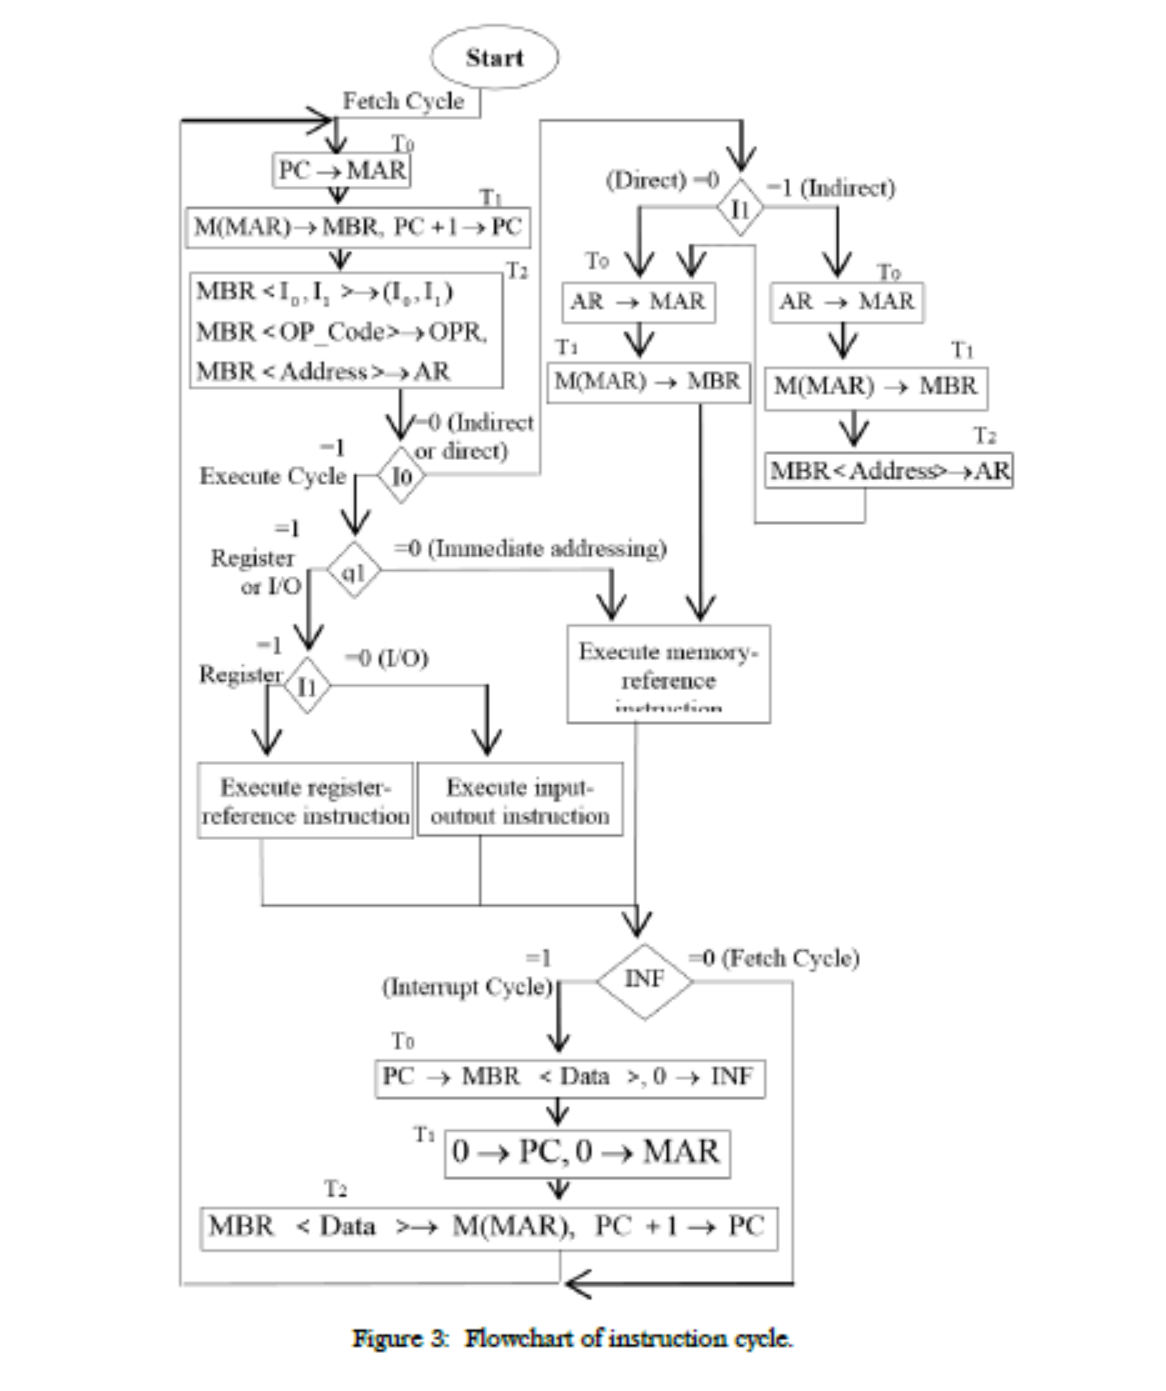 Start
Fetch Cycle
T0
PC → MAR
T1
M(MAR) → MBR, PC +1 → PC
T2
MBR <I0, I1 >→ (I0, I1)
MBR <OP_Code>→ OPR,
MBR < Address >→ AR
=0 (Indirect
or direct)
=1
Execute Cycle
I0
(Direct) =0
=1 (Indirect)
I1
T0
AR → MAR
T1
M(MAR) → MBR
T0
AR → MAR
T1
M(MAR) → MBR
T2
MBR< Address>→AR
=1
Register
or I/O
q1
=0 (Immediate addressing)
=1
Register
I1
=0 (I/O)
Execute memory-
reference
instruction
Execute register-
reference instruction
Execute input-
output instruction
=1
(Interrupt Cycle)
INF
=0 (Fetch Cycle)
T0
PC → MBR < Data >, 0 → INF
T1
0 → PC, 0 → MAR
T2
MBR < Data >→ M(MAR), PC +1 → PC
Figure 3: Flowchart of instruction cycle.